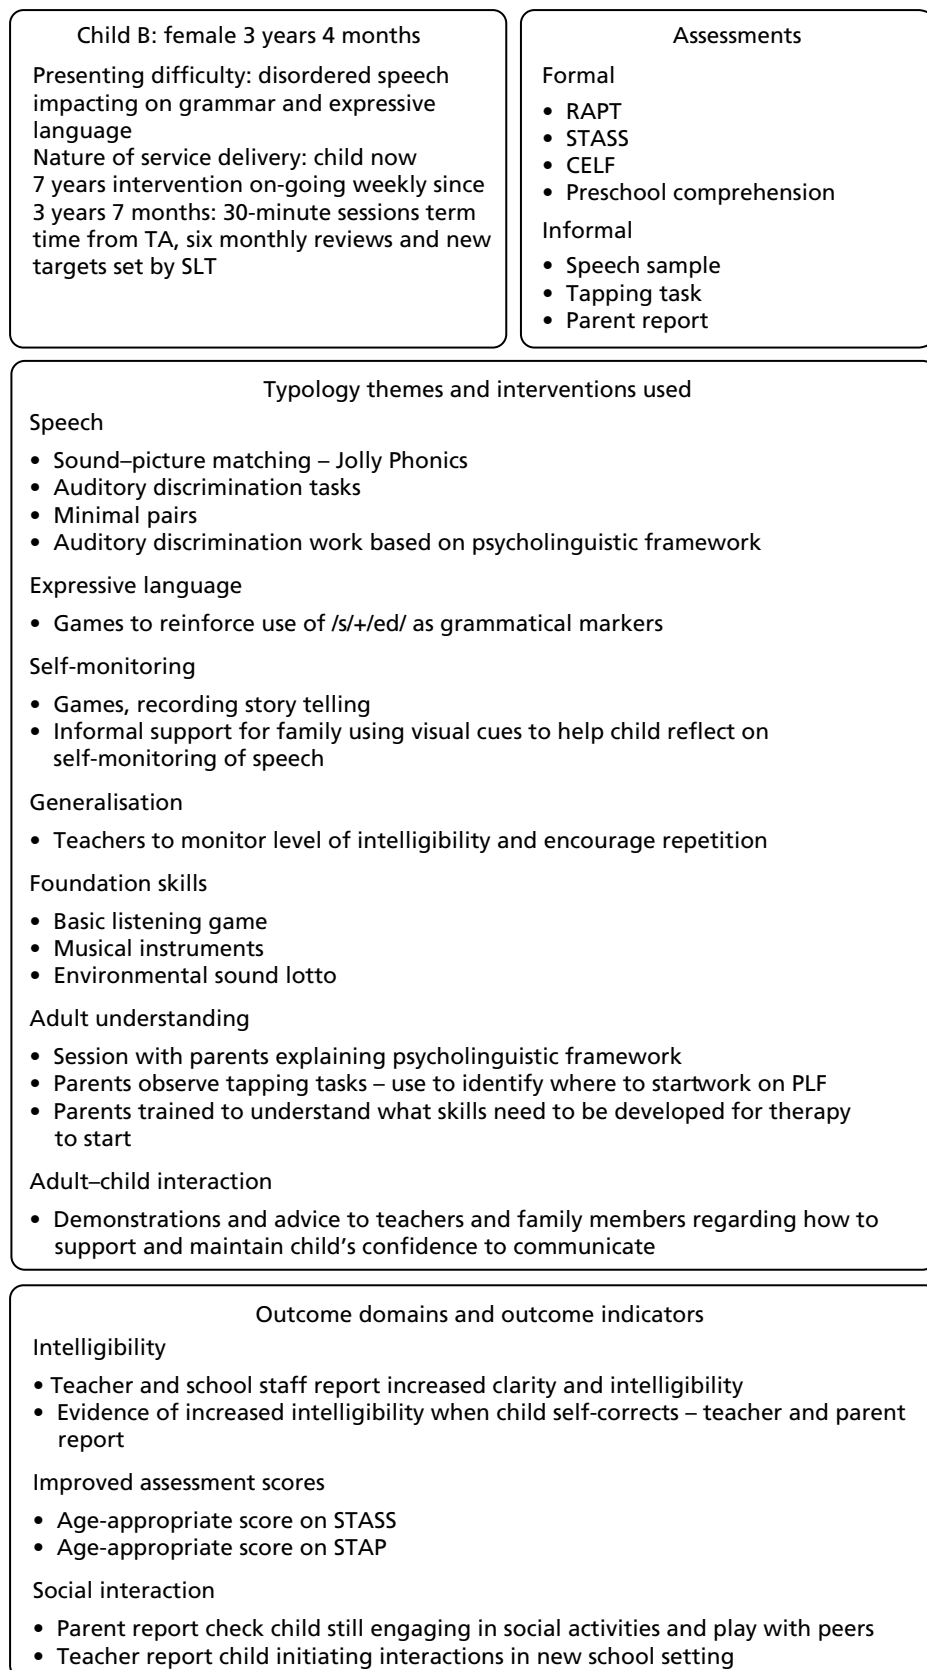 Child B: female 3 years 4 months
Presenting difficulty: disordered speech
impacting on grammar and expressive
language
Nature of service delivery: child now
7 years intervention on-going weekly since
3 years 7 months: 30-minute sessions term
time from TA, six monthly reviews and new
targets set by SLT
Assessments
Formal
• RAPT
• STASS
• CELF
• Preschool comprehension
Informal
• Speech sample
• Tapping task
• Parent report
Typology themes and interventions used
Speech
• Sound–picture matching – Jolly Phonics
• Auditory discrimination tasks
• Minimal pairs
• Auditory discrimination work based on psycholinguistic framework
Expressive language
• Games to reinforce use of /s/+/ed/ as grammatical markers
Self-monitoring
• Games, recording story telling
• Informal support for family using visual cues to help child reflect on
self-monitoring of speech
Generalisation
• Teachers to monitor level of intelligibility and encourage repetition
Foundation skills
• Basic listening game
• Musical instruments
• Environmental sound lotto
Adult understanding
• Session with parents explaining psycholinguistic framework
• Parents observe tapping tasks – use to identify where to startwork on PLF
• Parents trained to understand what skills need to be developed for therapy
to start
Adult–child interaction
• Demonstrations and advice to teachers and family members regarding how to
support and maintain child's confidence to communicate
Outcome domains and outcome indicators
Intelligibility
• Teacher and school staff report increased clarity and intelligibility
• Evidence of increased intelligibility when child self-corrects – teacher and parent
report
Improved assessment scores
• Age-appropriate score on STASS
• Age-appropriate score on STAP
Social interaction
• Parent report check child still engaging in social activities and play with peers
• Teacher report child initiating interactions in new school setting